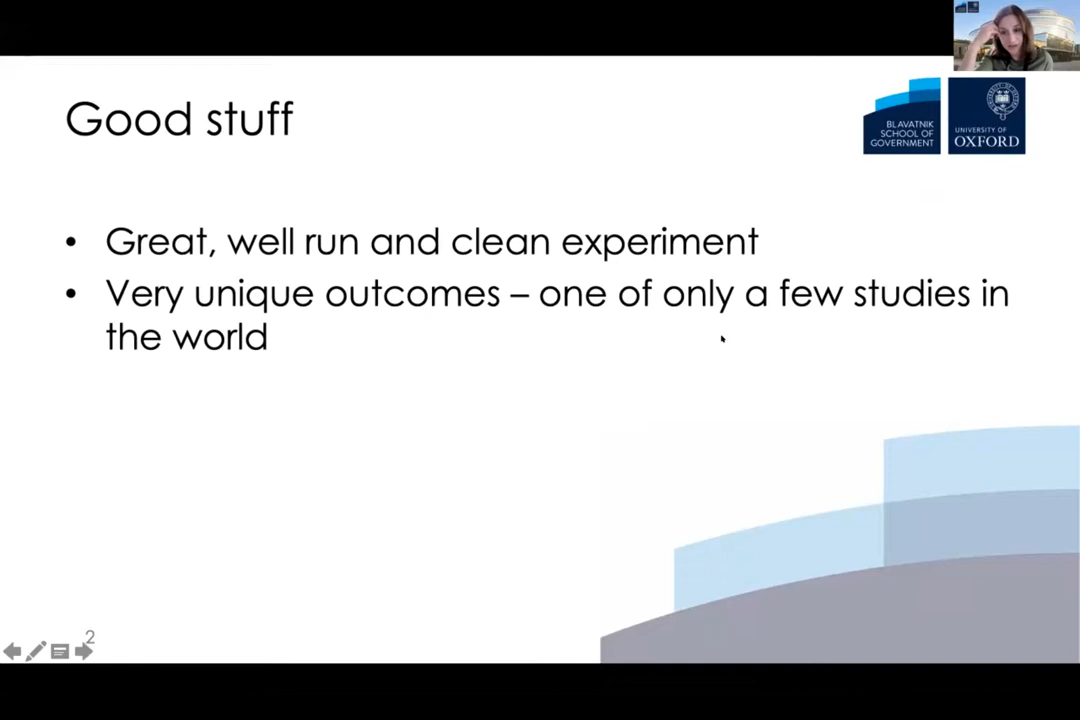 Good stuff
BLAVATNIK
SCHOOL OF
GOVERNMENT
UNIVERSITY OF
OXFORD
• Great, well run and clean experiment
• Very unique outcomes – one of only a few studies in
the world
2